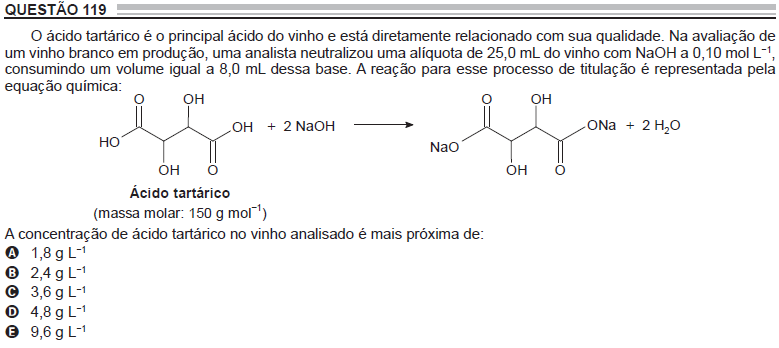 QUESTÃO 119
O ácido tartárico é o principal ácido do vinho e está diretamente relacionado com sua qualidade. Na avaliação de
um vinho branco em produção, uma analista neutralizou uma alíquota de 25,0 mL do vinho com NaOH a 0,10 mol L⁻¹,
consumindo um volume igual a 8,0 mL dessa base. A reação para esse processo de titulação é representada pela
equação química:
O OH O OH
HO OH + 2 NaOH NaO ONa + 2 H₂O
OH O OH O
Ácido tartárico
(massa molar: 150 g mol⁻¹)
A concentração de ácido tartárico no vinho analisado é mais próxima de:
A 1,8 g L⁻¹
B 2,4 g L⁻¹
C 3,6 g L⁻¹
D 4,8 g L⁻¹
E 9,6 g L⁻¹